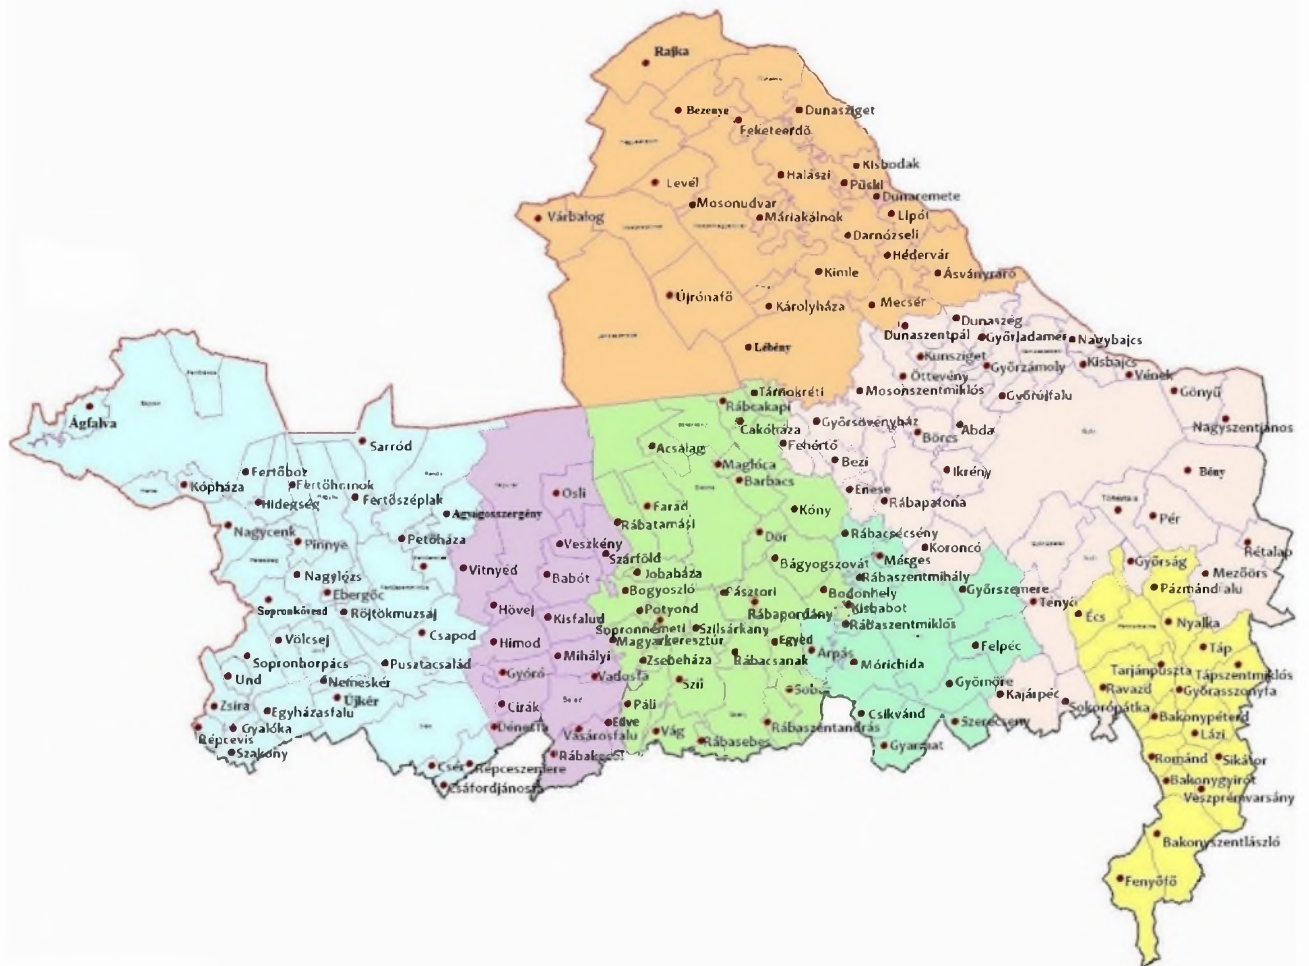 Rajka
Bezenye
Dunasziget
Feketeerdő
Kisbodak
Halászi
Püski
Levél
Dunaremete
Mosonudvar
Lipót
Várbalog
Máriakálnok
Darnózseli
Hédervár
Kimle
Ásványráró
Újrónafő
Károlyháza
Mecsér
Dunaszeg
Dunaszentpál
Győrladamér
Nagybajcs
Lébény
Kunsziget
Győrzámoly
Kisbajcs
Vének
Öttevény
Tárnokréti
Mosonszentmiklós
Győrújfalu
Gönyű
Rábcakapi
Ágfalva
Cakóháza
Győrsövényház
Abda
Nagyszentjános
Börcs
Sarród
Acsalag
Fehértó
Maglóca
Bezi
Ikrény
Bőny
Fertőboz
Barbacs
Kópháza
Fertőhomok
Osli
Enese
Hidegség
Fertőszéplak
Rábapatona
Farad
Kóny
Agyagosszergény
Rábatamási
Pér
Nagycenk
Petőháza
Dör
Rábacsécsény
Pinnye
Veszkény
Koroncó
Rétalap
Szárföld
Bágyogszovát
Mérges
Győrság
Vitnyéd
Babót
Jobaháza
Mezőörs
Nagylózs
Rábaszentmihály
Bogyoszló
Pásztori
Bodonhely
Győrszemere
Pázmándfalu
Ebergőc
Kisbabot
Tényő
Sopronkövesd
Röjtökmuzsaj
Hövej
Potyond
Rábapordány
Écs
Kisfalud
Rábaszentmiklós
Nyalka
Sopronnémeti
Szilsárkány
Csapod
Völcsej
Himod
Magyarkeresztúr
Egyed
Felpéc
Táp
Árpás
Mihályi
Zsebeháza
Rábacsanak
Mórichida
Sopronhorpács
Pusztacsalád
Tarjánpuszta
Tápszentmiklós
Und
Nemeskér
Gyóró
Vadosfa
Szil
Győrmöre
Ravazd
Győrasszonyfa
Újkér
Sobor
Kajárpéc
Zsira
Cirák
Páli
Sokorópátka
Egyházasfalu
Csikvánd
Bakonypéterd
Edve
Szerecseny
Gyalóka
Dénesfa
Vásárosfalu
Vág
Rábaszentandrás
Lázi
Répcevis
Rábasebes
Gyarmat
Szakony
Rábakecöl
Románd
Sikátor
Csér
Répceszemere
Bakonygyirót
Csáfordjánosfa
Veszprémvarsány
Bakonyszentlászló
Fenyőfő